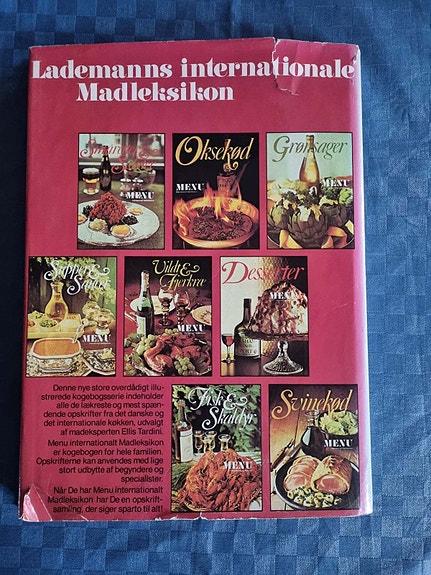 Lademanns internationale
Madleksikon
Oksekød
MENU
Grønsager
MENU
MENU
Supper &
MENU
Vildt &
Fjerkræ
MENU
Desserter
MENU
Fisk &
Skaldyr
MENU
Svinekød
MENU
Denne nye store overdådigt illu-
strerede kogebogsserie indeholder
alle de lækreste og mest spæn-
dende opskrifter fra det danske og
det internationale køkken, udvalgt
af madeksperten Ellis Tardini.
Menu internationalt Madleksikon
er kogebogen for hele familien.
Opskrifterne kan anvendes med lige
stort udbytte af begyndere og
specialister.
Når De har Menu internationalt
Madleksikon har De en opskrift-
samling, der siger sparto til alt!